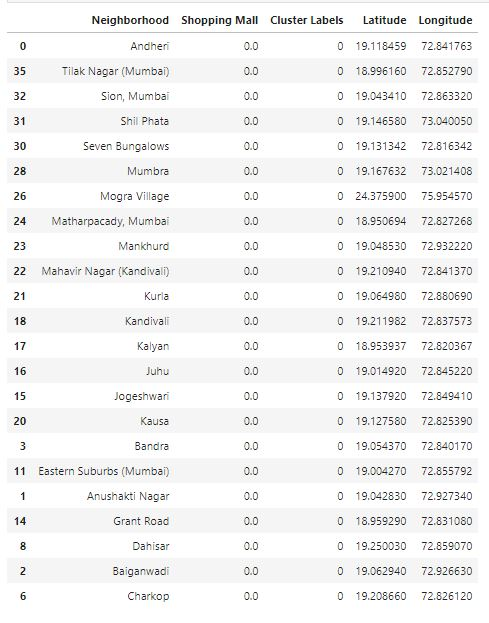 Neighborhood Shopping Mall Cluster Labels Latitude Longitude
0 Andheri 0.0 0 19.118459 72.841763
35 Tilak Nagar (Mumbai) 0.0 0 18.996160 72.852790
32 Sion, Mumbai 0.0 0 19.043410 72.863320
31 Shil Phata 0.0 0 19.146580 73.040050
30 Seven Bungalows 0.0 0 19.131342 72.816342
28 Mumbra 0.0 0 19.167632 73.021408
26 Mogra Village 0.0 0 24.375900 75.954570
24 Matharpacady, Mumbai 0.0 0 18.950694 72.827268
23 Mankhurd 0.0 0 19.048530 72.932220
22 Mahavir Nagar (Kandivali) 0.0 0 19.210940 72.841370
21 Kurla 0.0 0 19.064980 72.880690
18 Kandivali 0.0 0 19.211982 72.837573
17 Kalyan 0.0 0 18.953937 72.820367
16 Juhu 0.0 0 19.014920 72.845220
15 Jogeshwari 0.0 0 19.137920 72.849410
20 Kausa 0.0 0 19.127580 72.825390
3 Bandra 0.0 0 19.054370 72.840170
11 Eastern Suburbs (Mumbai) 0.0 0 19.004270 72.855792
1 Anushakti Nagar 0.0 0 19.042830 72.927340
14 Grant Road 0.0 0 18.959290 72.831080
8 Dahisar 0.0 0 19.250030 72.859070
2 Baiganwadi 0.0 0 19.062940 72.926630
6 Charkop 0.0 0 19.208660 72.826120